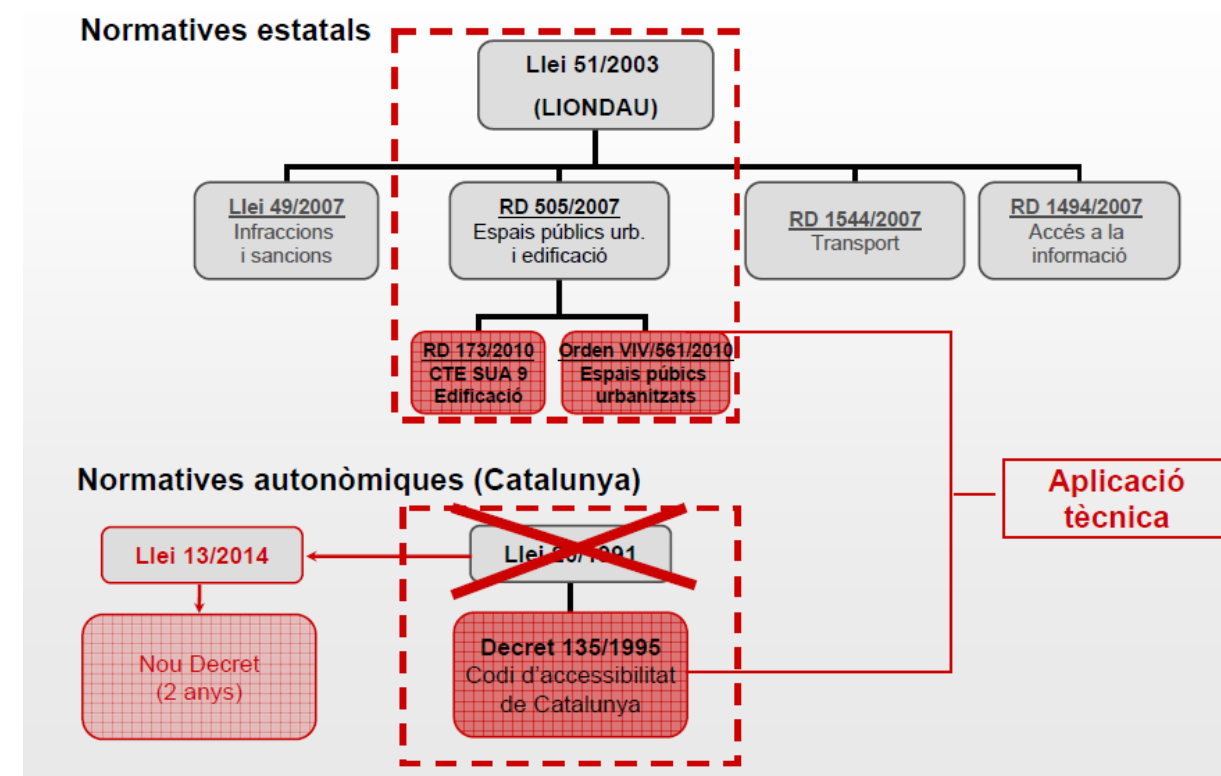 Normatives estatals
Llei 51/2003
(LIONDAU)
Llei 49/2007
Infraccions
i sancions
RD 505/2007
Espais públics urb.
i edificació
RD 1544/2007
Transport
RD 1494/2007
Accés a la
informació
RD 173/2010
CTE SUA 9
Edificació
Orden VIV/561/2010
Espais púbics
urbanitzats
Normatives autonòmiques (Catalunya)
Aplicació
tècnica
Llei 13/2014
Llei 20/1991
Nou Decret
(2 anys)
Decret 135/1995
Codi d'accessibilitat
de Catalunya